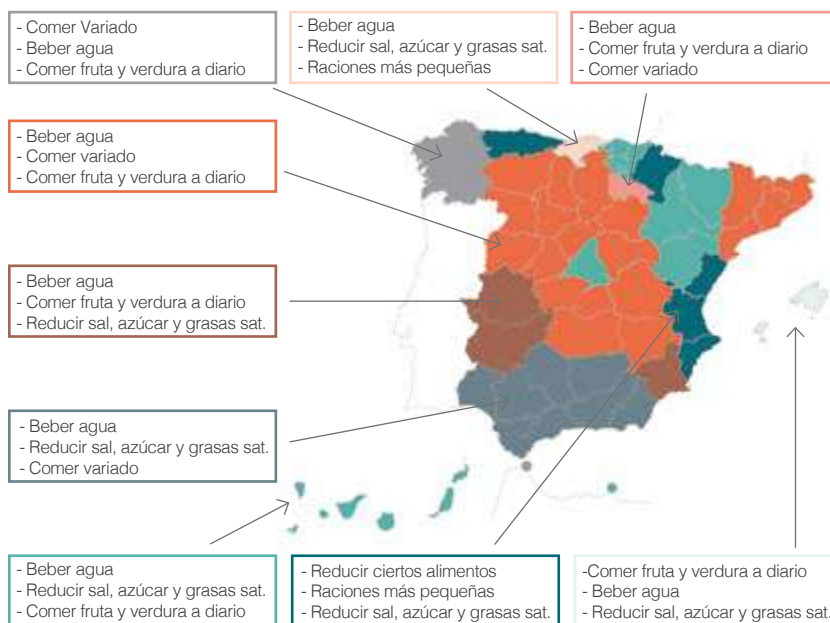 - Comer Variado
- Beber agua
- Comer fruta y verdura a diario
- Beber agua
- Reducir sal, azúcar y grasas sat.
- Raciones más pequeñas
- Beber agua
- Comer fruta y verdura a diario
- Comer variado
- Beber agua
- Comer variado
- Comer fruta y verdura a diario
- Beber agua
- Comer fruta y verdura a diario
- Reducir sal, azúcar y grasas sat.
- Beber agua
- Reducir sal, azúcar y grasas sat.
- Comer variado
- Beber agua
- Reducir sal, azúcar y grasas sat.
- Comer fruta y verdura a diario
- Reducir ciertos alimentos
- Raciones más pequeñas
- Reducir sal, azúcar y grasas sat.
-Comer fruta y verdura a diario
- Beber agua
- Reducir sal, azúcar y grasas sat.